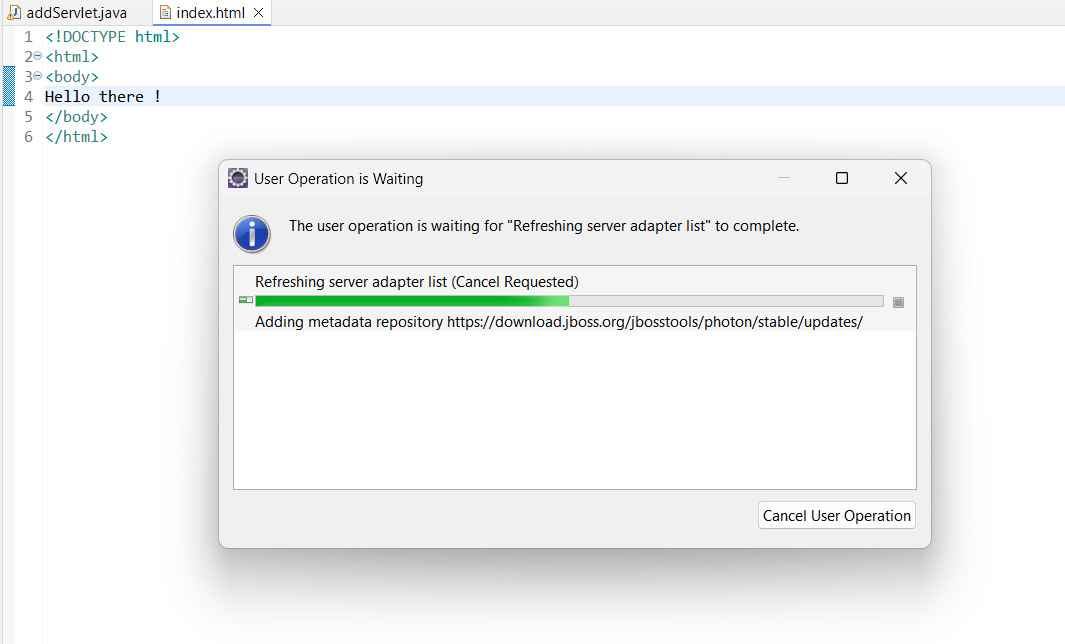 addServlet.java index.html
1 <!DOCTYPE html>
2 <html>
3 <body>
4 Hello there !
5 </body>
6 </html>
User Operation is Waiting
The user operation is waiting for "Refreshing server adapter list" to complete.
Refreshing server adapter list (Cancel Requested)
Adding metadata repository https://download.jboss.org/jbosstools/photon/stable/updates/
Cancel User Operation